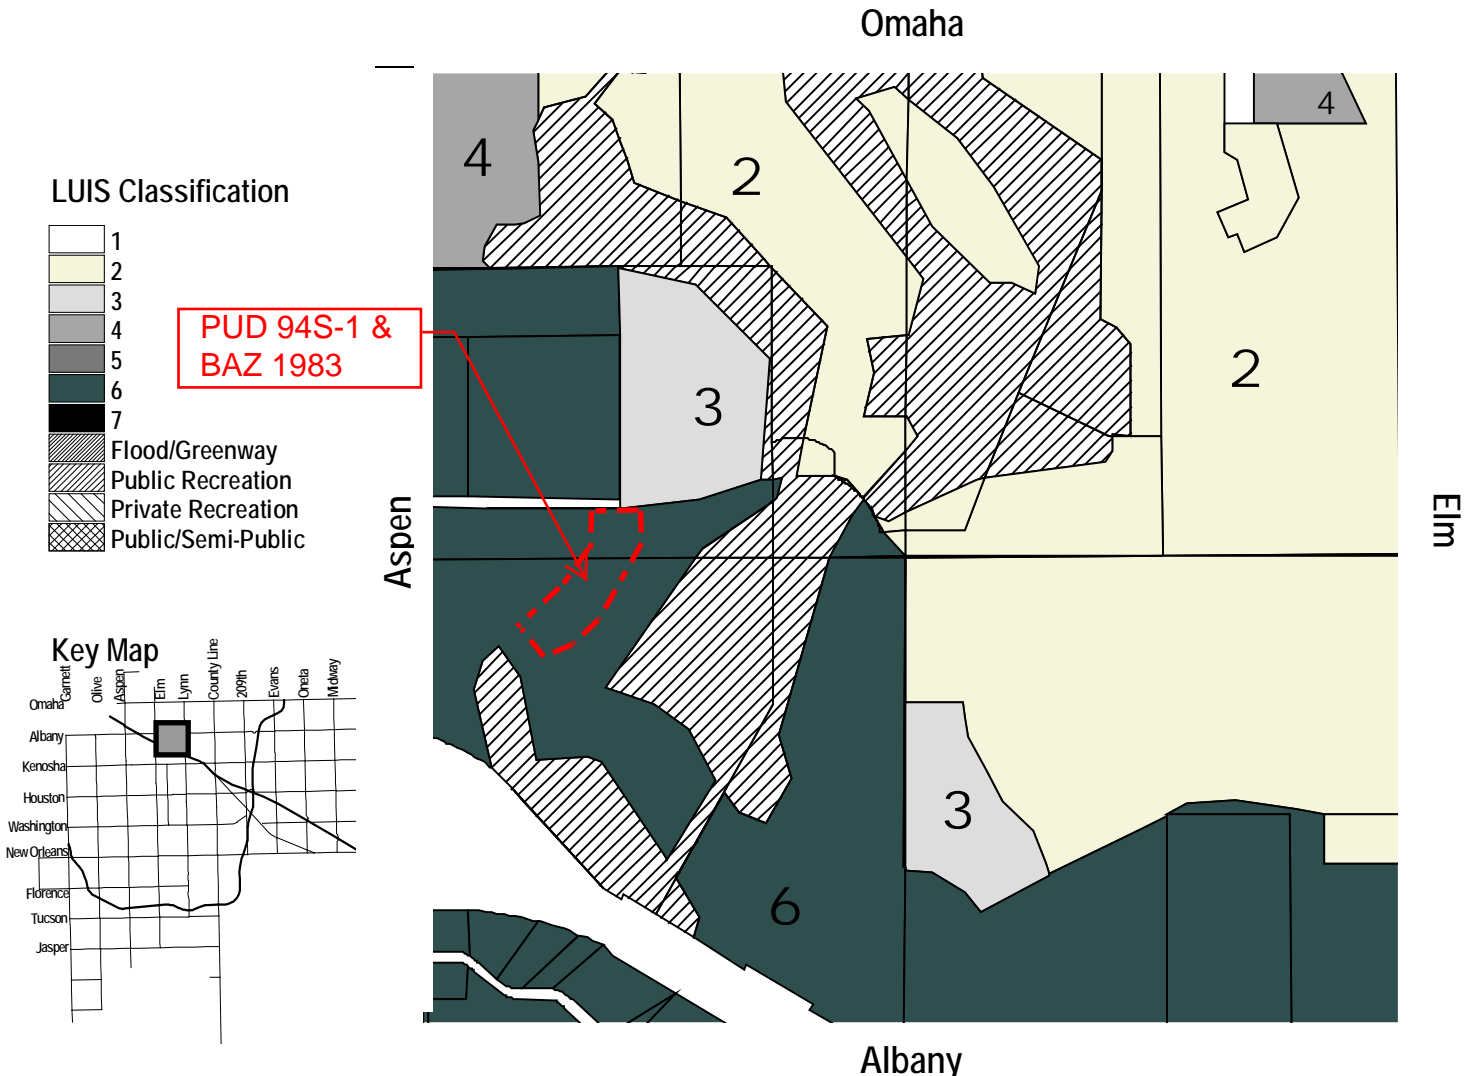 Omaha
LUIS Classification
1
2
3
4
5
6
7
Flood/Greenway
Public Recreation
Private Recreation
Public/Semi-Public
PUD 94S-1 &
BAZ 1983
4
2
4
3
2
3
6
Aspen
Elm
Albany
Key Map
Garnett
Olive
Aspen
Elm
Lynn
County Line
209th
Evans
Oneta
Midway
Omaha
Albany
Kenosha
Houston
Washington
New Orleans
Florence
Tucson
Jasper